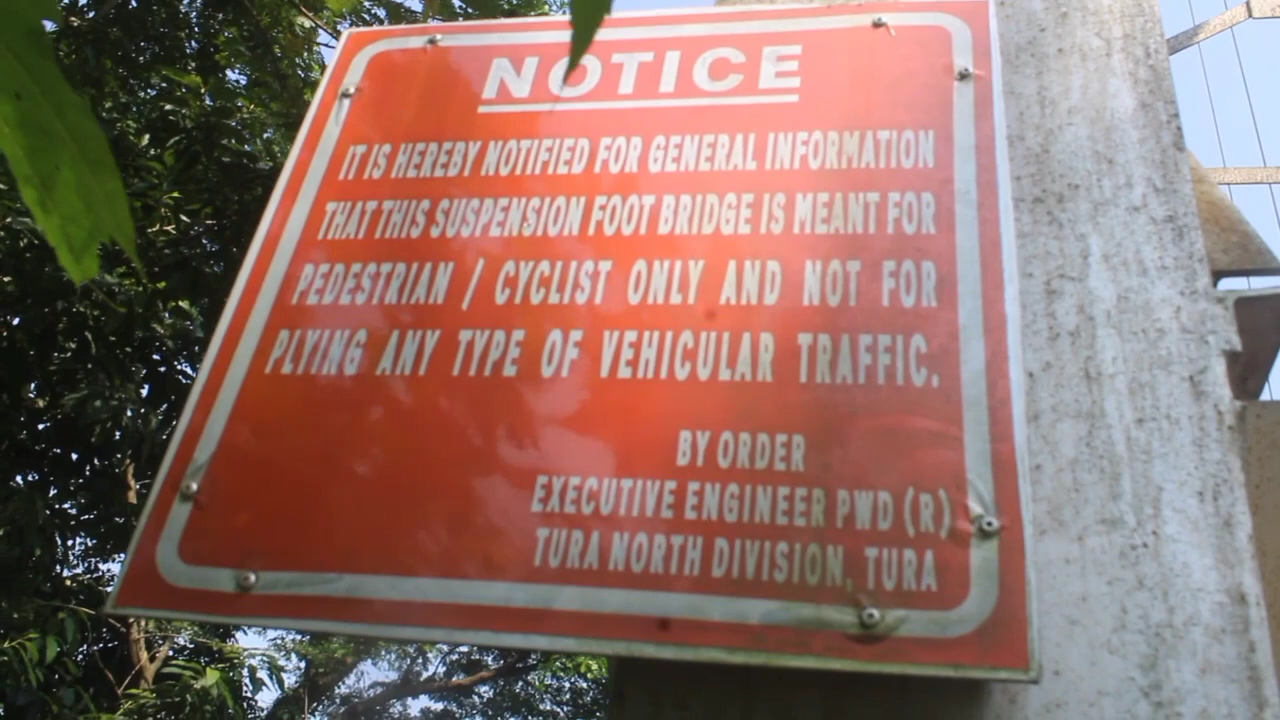 NOTICE
IT IS HEREBY NOTIFIED FOR GENERAL INFORMATION
THAT THIS SUSPENSION FOOT BRIDGE IS MEANT FOR
PEDESTRIAN / CYCLIST ONLY AND NOT FOR
PLYING ANY TYPE OF VEHICULAR TRAFFIC.
BY ORDER
EXECUTIVE ENGINEER PWD (R)
TURA NORTH DIVISION, TURA